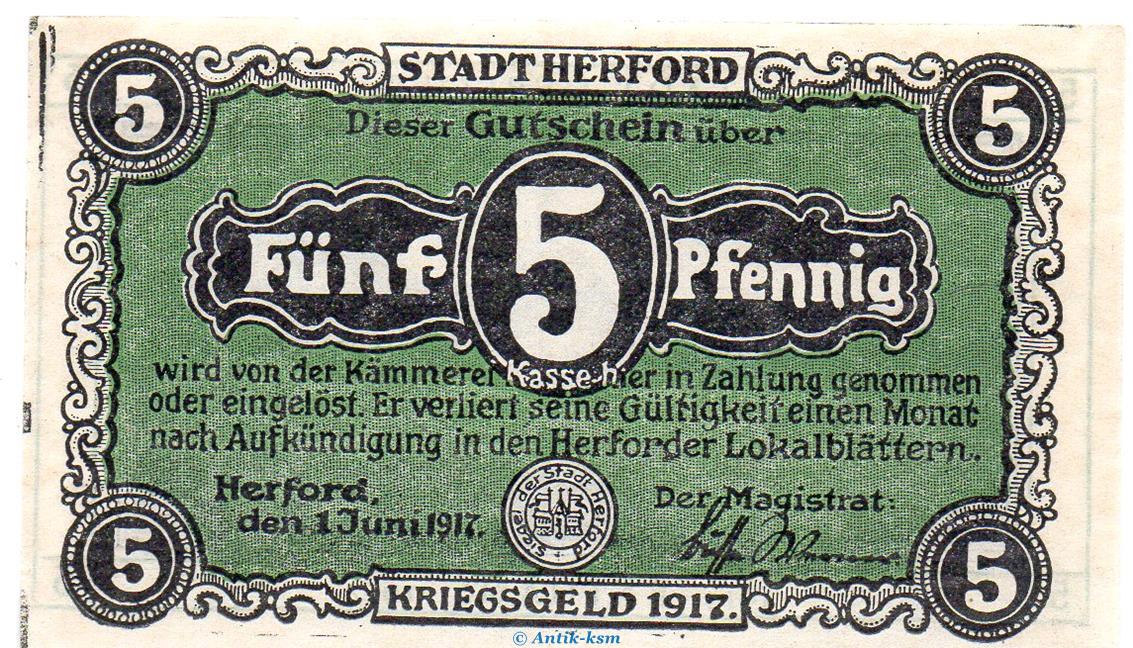 5 STADT HERFORD 5
Dieser Gutschein über
Fünf 5 Pfennig
wird von der Kämmerei Kasse hier in Zahlung genommen
oder eingelöst. Er verliert seine Gültigkeit einen Monat
nach Aufkündigung in den Herforder Lokalblättern.
Herford,
den 1 Juni 1917.
Siegel der Stadt Herford
Der Magistrat:
5 KRIEGSGELD 1917. 5
© Antik-ksm